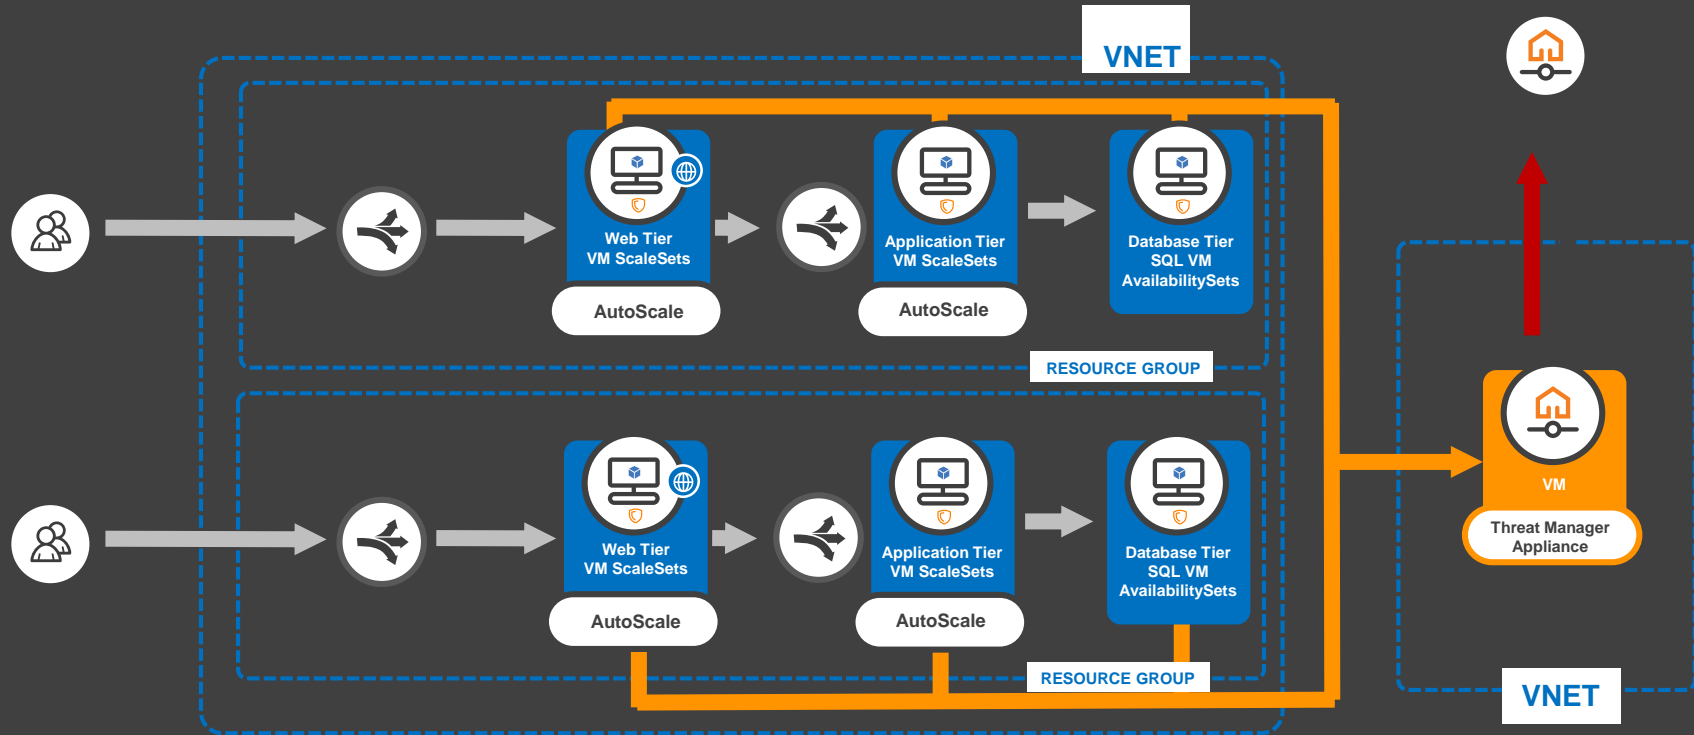 VNET
Web Tier
VM ScaleSets
AutoScale
Application Tier
VM ScaleSets
AutoScale
Database Tier
SQL VM
AvailabilitySets
RESOURCE GROUP
Web Tier
VM ScaleSets
AutoScale
Application Tier
VM ScaleSets
AutoScale
Database Tier
SQL VM
AvailabilitySets
RESOURCE GROUP
VM
Threat Manager
Appliance
VNET